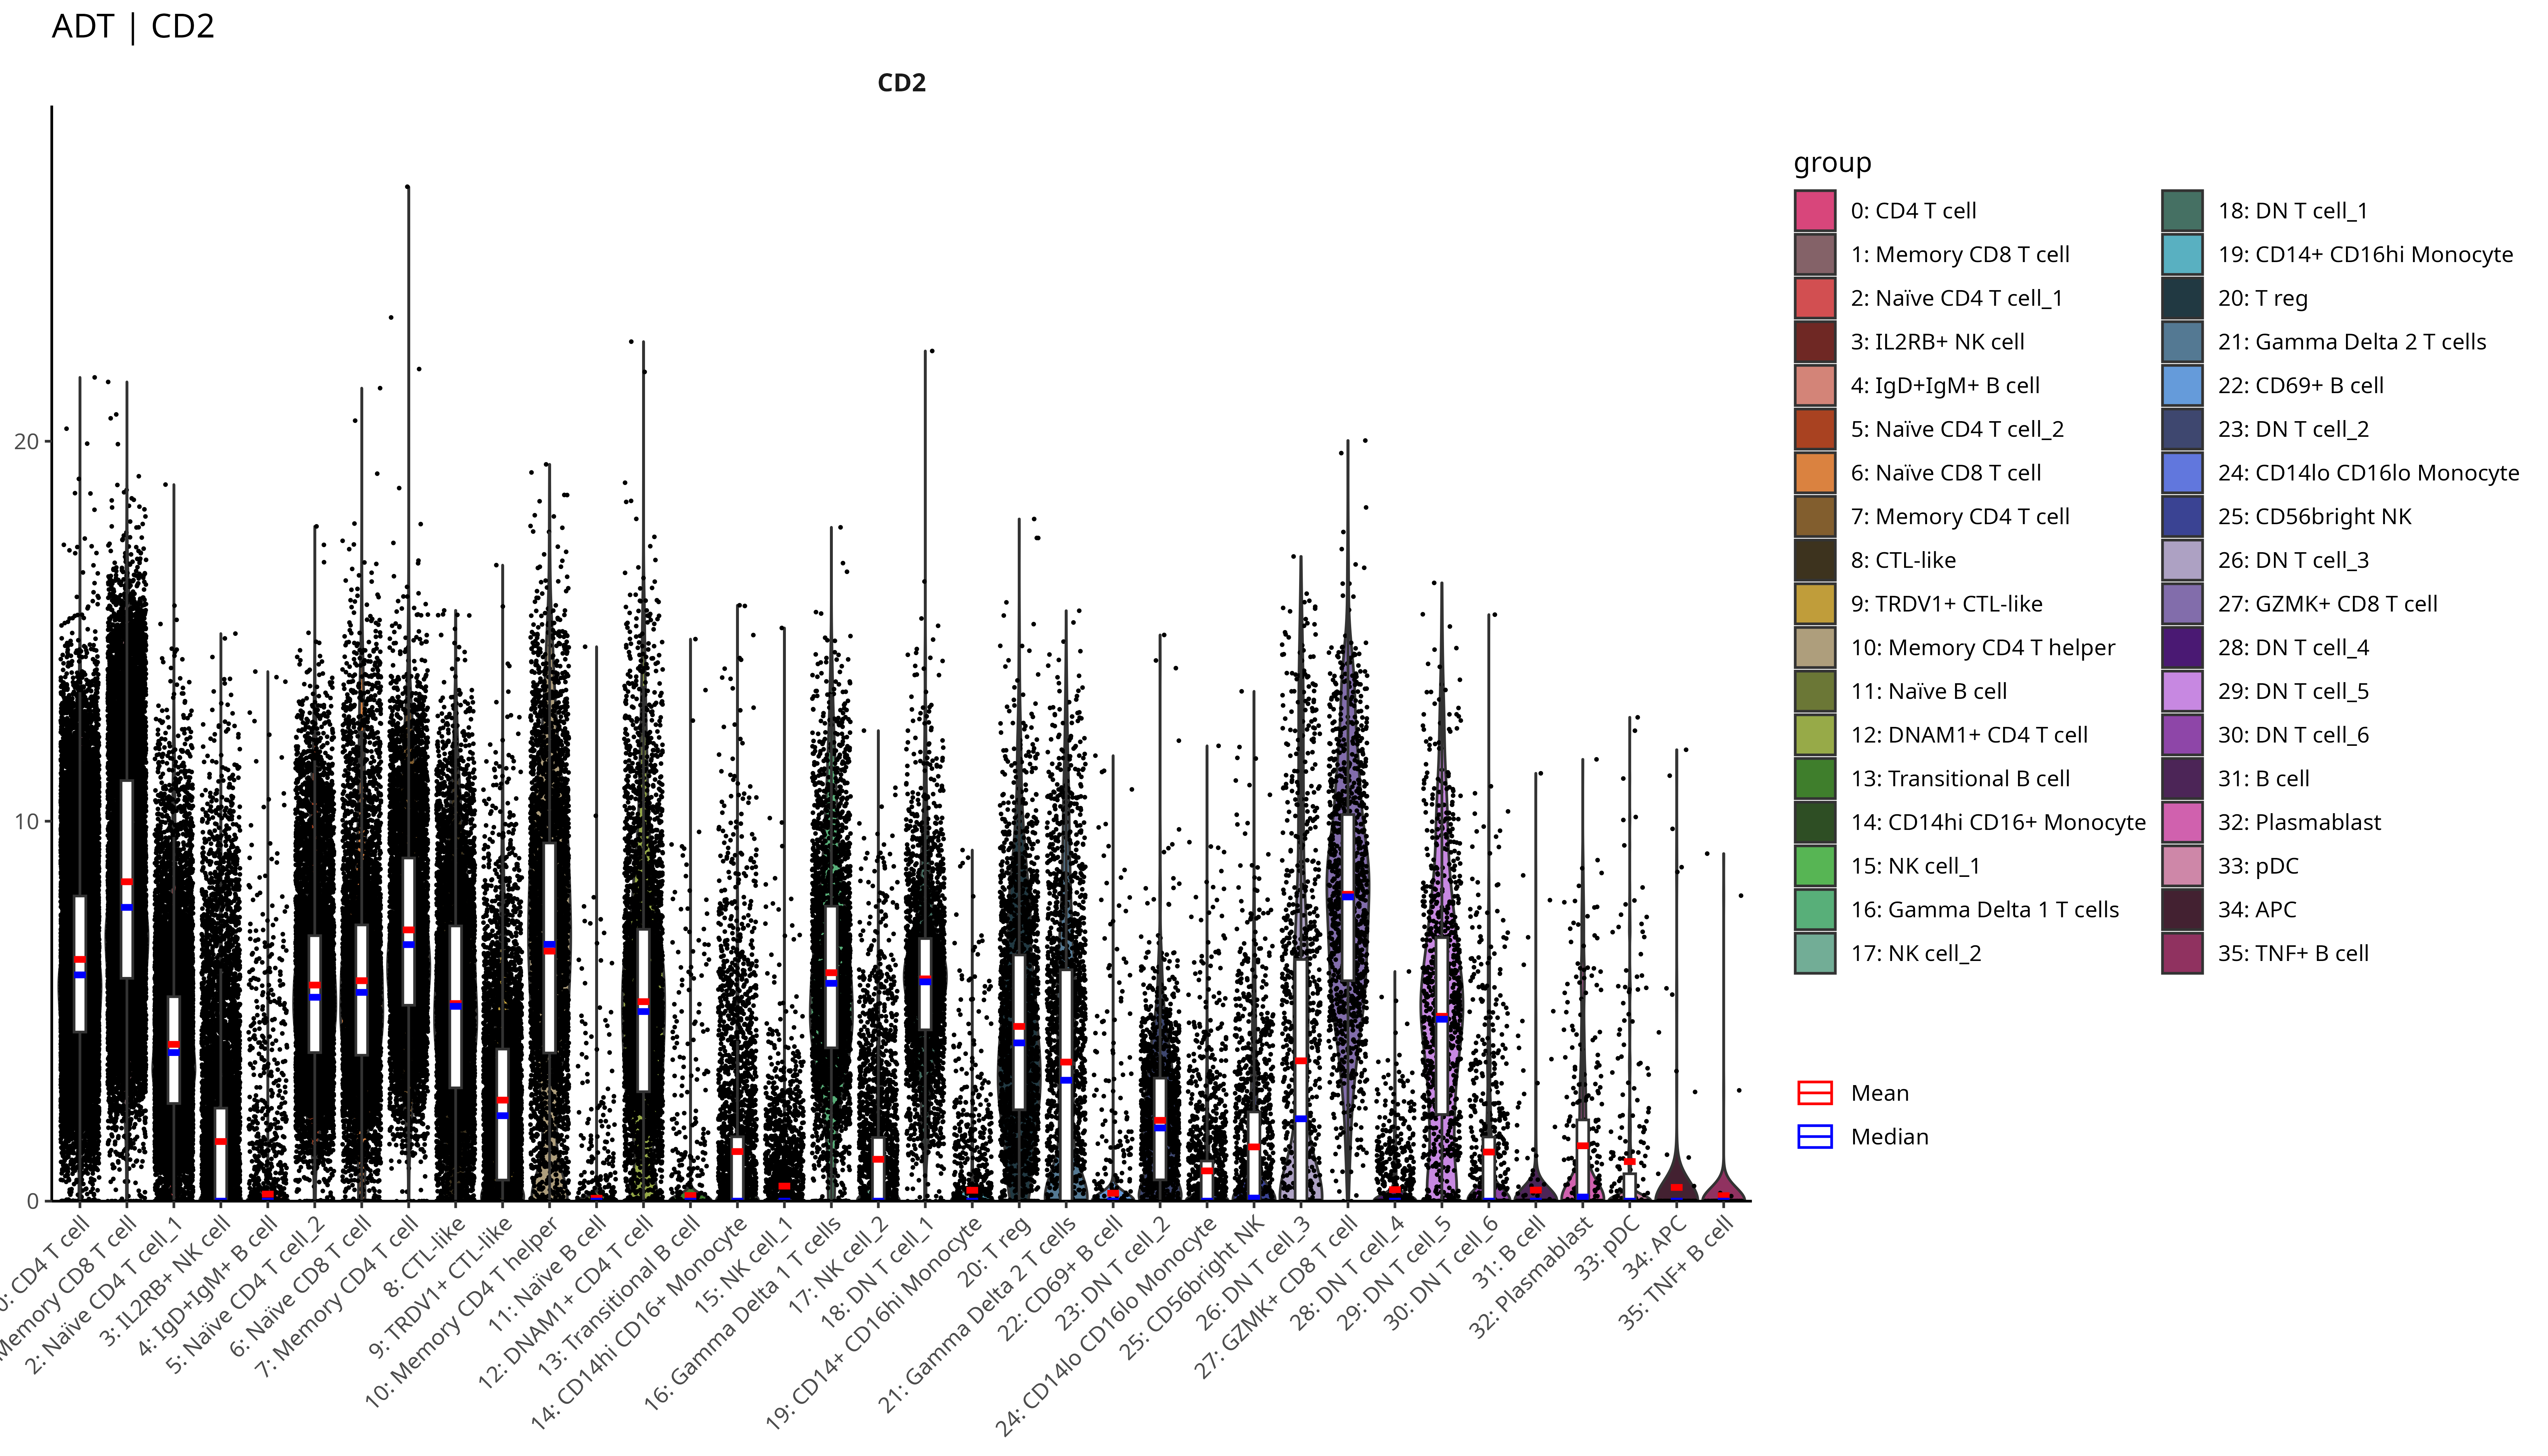 ADT | CD2
CD2
20
10
0
0: CD4 T cell
Memory CD8 T cell
2: Naïve CD4 T cell_1
3: IL2RB+ NK cell
4: IgD+IgM+ B cell
5: Naïve CD4 T cell_2
6: Naïve CD8 T cell
7: Memory CD4 T cell
8: CTL-like
9: TRDV1+ CTL-like
10: Memory CD4 T helper
11: Naïve B cell
12: DNAM1+ CD4 T cell
13: Transitional B cell
14: CD14hi CD16+ Monocyte
15: NK cell_1
16: Gamma Delta 1 T cells
17: NK cell_2
18: DN T cell_1
19: CD14+ CD16hi Monocyte
20: T reg
21: Gamma Delta 2 T cells
22: CD69+ B cell
23: DN T cell_2
24: CD14lo CD16lo Monocyte
25: CD56bright NK
26: DN T cell_3
27: GZMK+ CD8 T cell
28: DN T cell_4
29: DN T cell_5
30: DN T cell_6
31: B cell
32: Plasmablast
33: pDC
34: APC
35: TNF+ B cell
group
0: CD4 T cell
1: Memory CD8 T cell
2: Naïve CD4 T cell_1
3: IL2RB+ NK cell
4: IgD+IgM+ B cell
5: Naïve CD4 T cell_2
6: Naïve CD8 T cell
7: Memory CD4 T cell
8: CTL-like
9: TRDV1+ CTL-like
10: Memory CD4 T helper
11: Naïve B cell
12: DNAM1+ CD4 T cell
13: Transitional B cell
14: CD14hi CD16+ Monocyte
15: NK cell_1
16: Gamma Delta 1 T cells
17: NK cell_2
18: DN T cell_1
19: CD14+ CD16hi Monocyte
20: T reg
21: Gamma Delta 2 T cells
22: CD69+ B cell
23: DN T cell_2
24: CD14lo CD16lo Monocyte
25: CD56bright NK
26: DN T cell_3
27: GZMK+ CD8 T cell
28: DN T cell_4
29: DN T cell_5
30: DN T cell_6
31: B cell
32: Plasmablast
33: pDC
34: APC
35: TNF+ B cell
Mean
Median